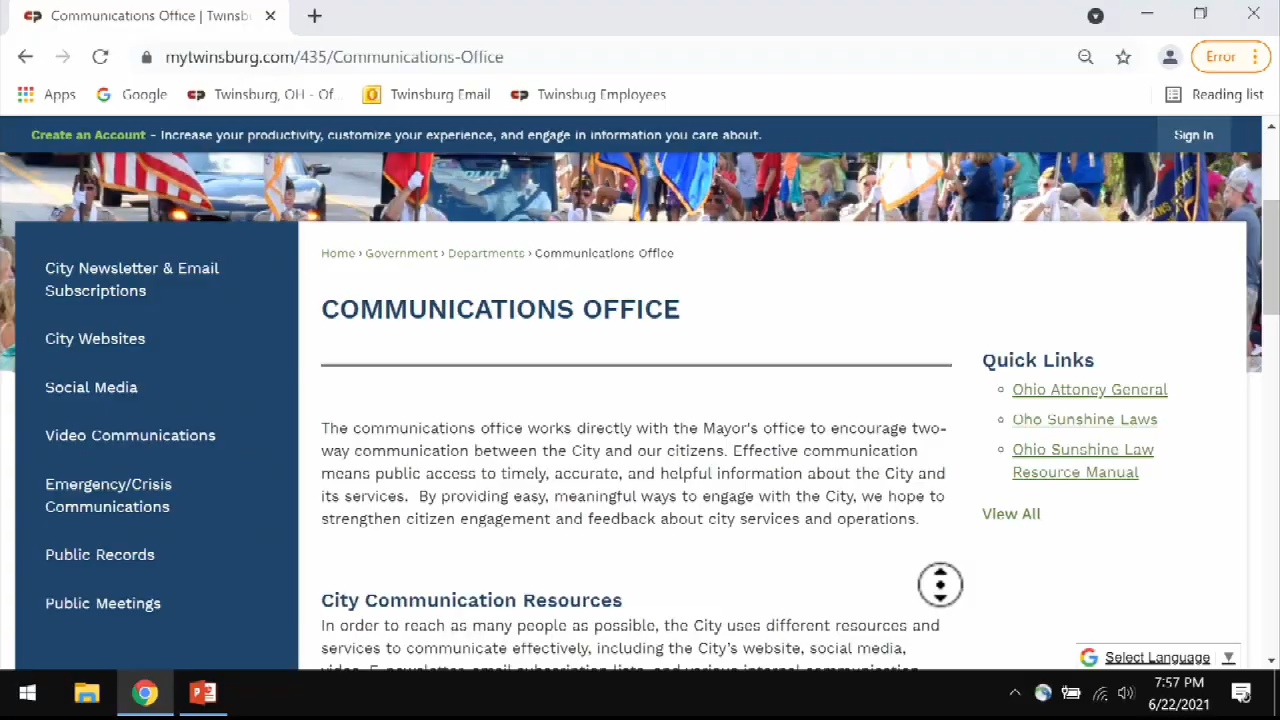 Communications Office | Twinsb
mytwinsburg.com/435/Communications-Office
Error
Apps
Google
Twinsburg, OH - Of...
Twinsburg Email
Twinsbug Employees
Reading list
Create an Account - Increase your productivity, customize your experience, and engage in information you care about.
Sign In
City Newsletter & Email
Subscriptions
City Websites
Social Media
Video Communications
Emergency/Crisis
Communications
Public Records
Public Meetings
Home › Government › Departments › Communications Office
COMMUNICATIONS OFFICE
The communications office works directly with the Mayor's office to encourage two-
way communication between the City and our citizens. Effective communication
means public access to timely, accurate, and helpful information about the City and
its services. By providing easy, meaningful ways to engage with the City, we hope to
strengthen citizen engagement and feedback about city services and operations.
City Communication Resources
In order to reach as many people as possible, the City uses different resources and
services to communicate effectively, including the City's website, social media,
video, E-newsletter, email subscription lists, and various internal communication
Quick Links
Ohio Attoney General
Oho Sunshine Laws
Ohio Sunshine Law
Resource Manual
View All
Select Language
7:57 PM
6/22/2021